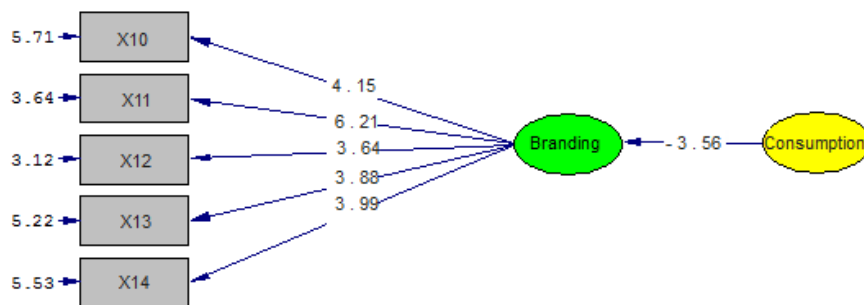 5.71 X10
4.15
3.64 X11
6.21
3.12 X12
3.64
Branding
-3.56
Consumption
3.88
5.22 X13
3.99
5.53 X14